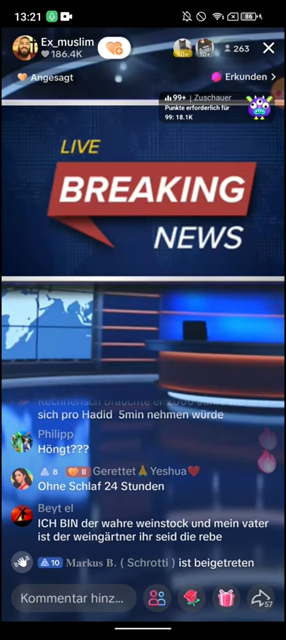 13:21
86
Ex_muslim
186.4K
50+
10+
263
Angesagt
Erkunden
99+ | Zuschauer
Punkte erforderlich für
99: 18.1K
LIVE
BREAKING
NEWS
sich pro Hadid 5min nehmen würde
Philipp
Höngt???
8 II Gerettet Yeshua
Ohne Schlaf 24 Stunden
Beyt el
ICH BIN der wahre weinstock und mein vater
ist der weingärtner ihr seid die rebe
10 Markus B. ( Schrotti ) ist beigetreten
Kommentar hinz...
57